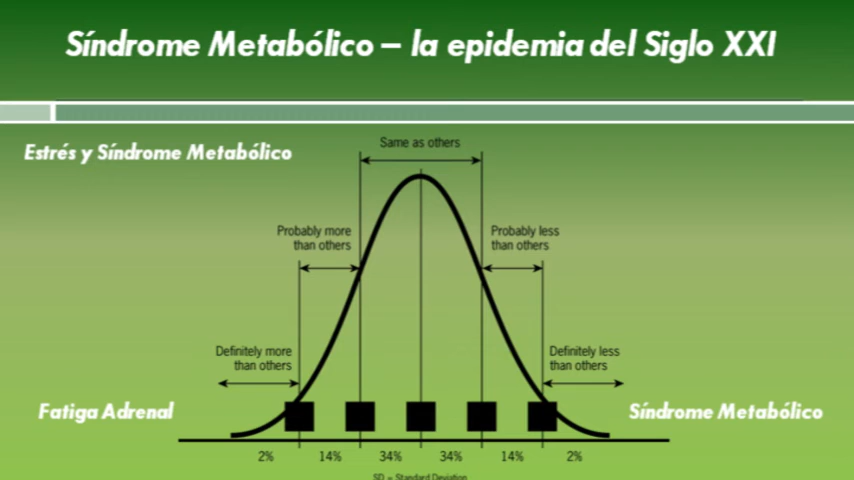 Síndrome Metabólico – la epidemia del Siglo XXI
Estrés y Síndrome Metabólico
Same as others
Probably more
than others
Probably less
than others
Definitely more
than others
Definitely less
than others
Fatiga Adrenal
Síndrome Metabólico
2% 14% 34% 34% 14% 2%
SD = Standard Deviation